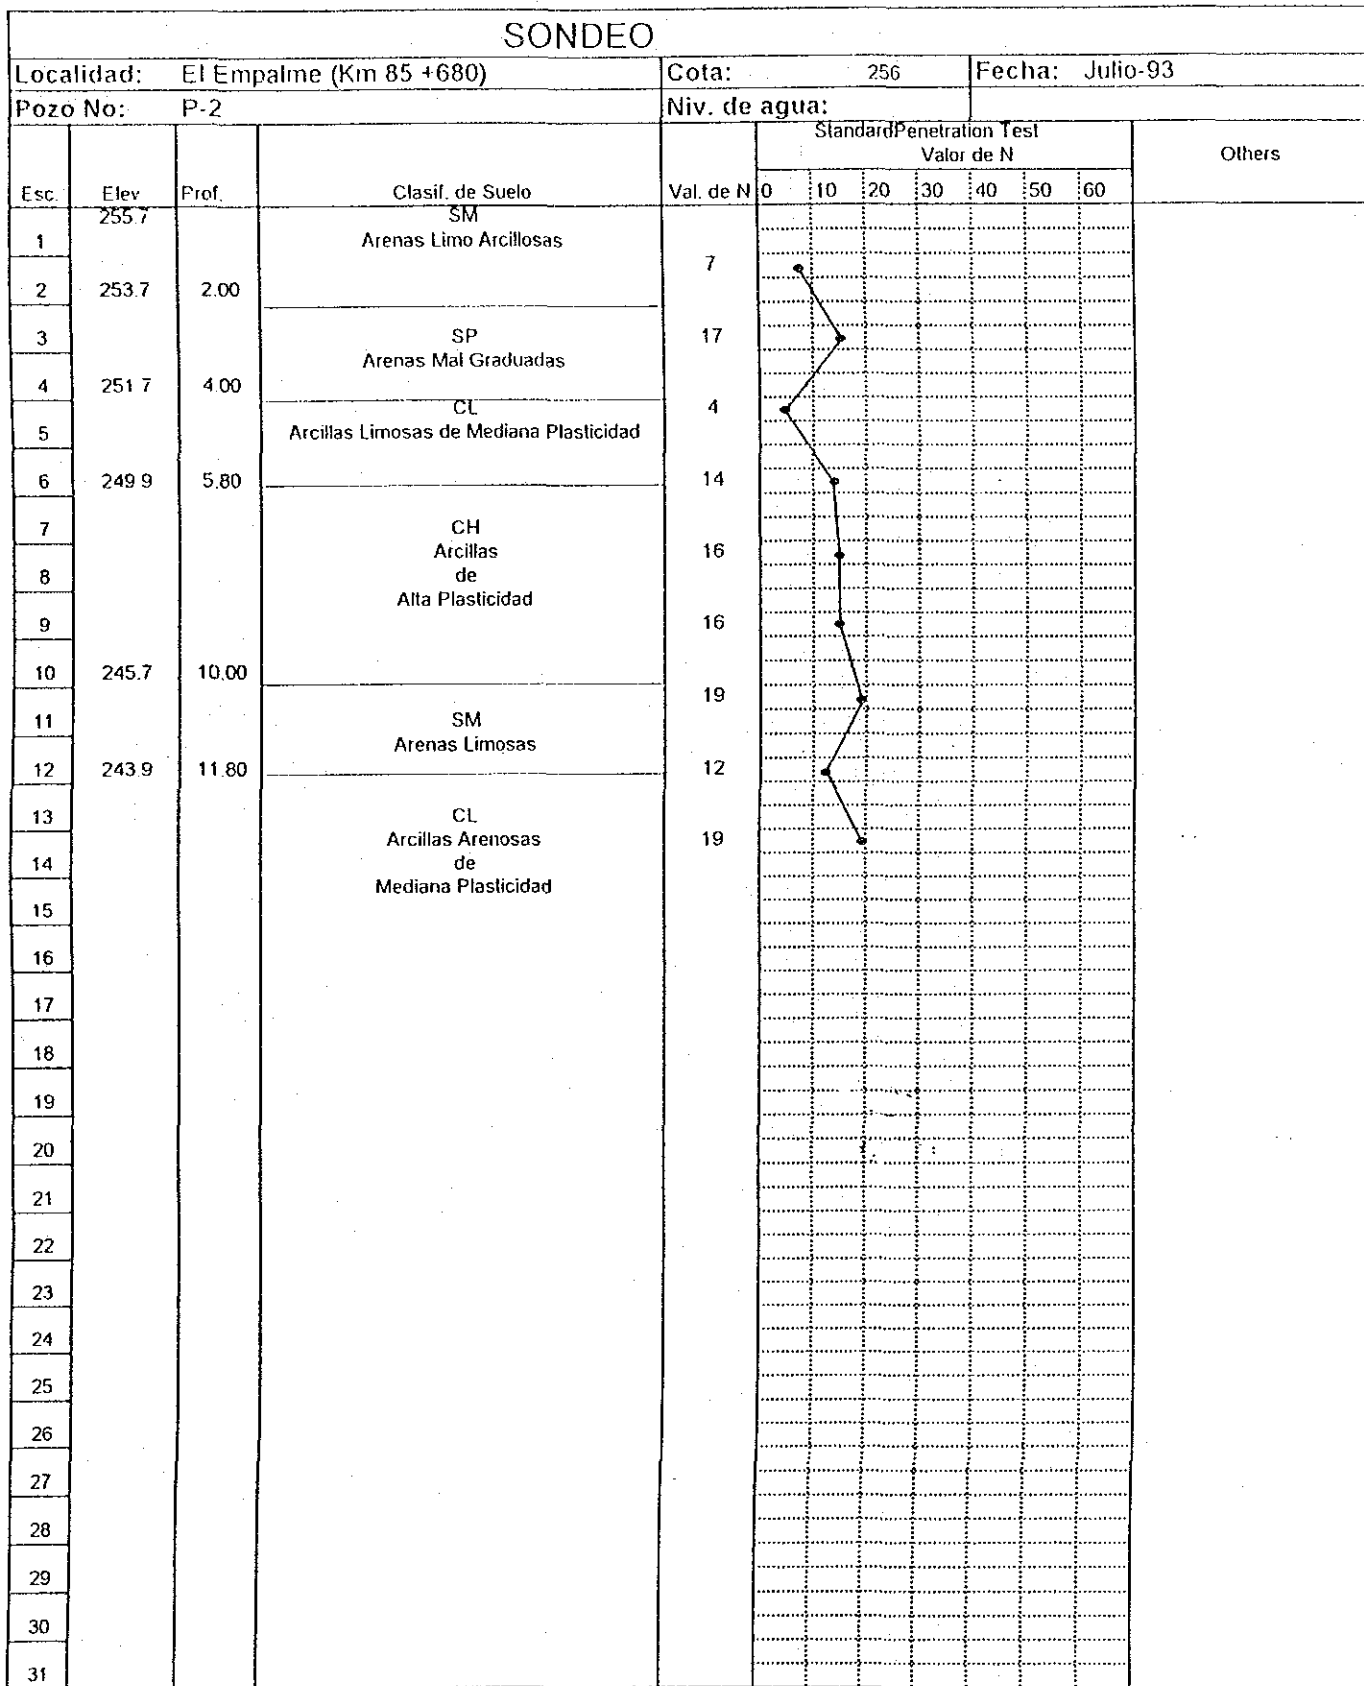 SONDEO
Localidad: El Empalme (Km 85 +680) Cota: 256 Fecha: Julio-93
Pozo No: P-2 Niv. de agua:
StandardPenetration Test
Valor de N Others
Esc. Elev Prof. Clasif. de Suelo Val. de N 0 10 20 30 40 50 60
255.7 SM
1 Arenas Limo Arcillosas
7
2 253.7 2.00
3 SP 17
Arenas Mal Graduadas
4 251 7 4.00
CL 4
5 Arcillas Limosas de Mediana Plasticidad
6 249 9 5.80 14
7 CH
Arcillas 16
8 de
Alta Plasticidad
9 16
10 245.7 10.00
19
11 SM
Arenas Limosas
12 243.9 11.80 12
13 CL
Arcillas Arenosas 19
14 de
Mediana Plasticidad
15
16
17
18
19
20
21
22
23
24
25
26
27
28
29
30
31